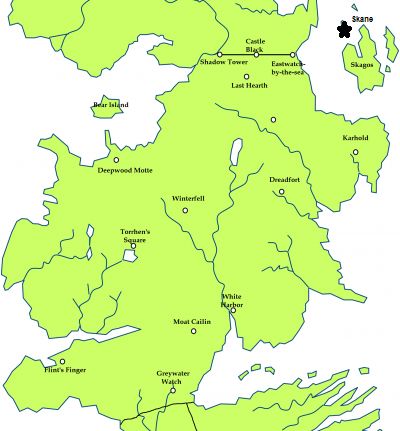 Skane
Castle
Black
Shadow Tower
Eastwatch-
by-the-sea
Skagos
Last Hearth
Bear Island
Karhold
Deepwood Motte
Dreadfort
Winterfell
Torrhen's
Square
White
Harbor
Moat Cailin
Flint's Finger
Greywater
Watch